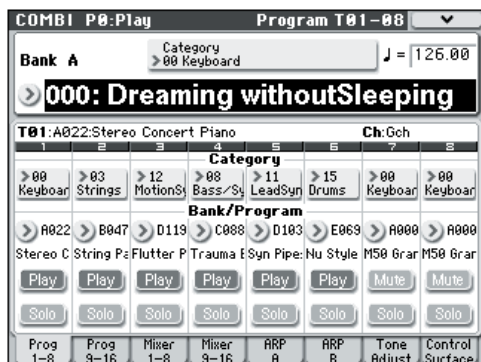 COMBI P0:Play Program T01-08
Category
Bank A 00 Keyboard ♩ = 126.00
000: Dreaming withoutSleeping
T01:A022:Stereo Concert Piano Ch:Gch
1 2 3 4 5 6 7 8
Category
00 03 12 08 11 15 00 00
Keyboar Strings MotionSy Bass/Sy LeadSyn Drums Keyboar Keyboar
Bank/Program
A022 B047 D119 C088 D103 E069 A000 A000
Stereo C String Pa Flutter P Trauma E Syn Pipe: Nu Style M50 Grar M50 Grar
Play Play Play Play Play Play Mute Mute
Solo Solo Solo Solo Solo Solo Solo Solo
Prog 1-8 Prog 9-16 Mixer 1-8 Mixer 9-16 ARP A ARP B Tone Adjust Control Surface